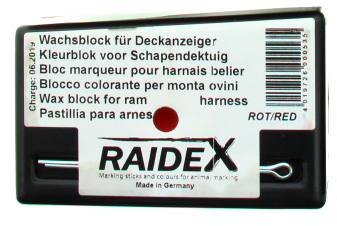 Wachsblock für Deckanzeiger
Kleurblok voor Schapendektuig
Bloc marqueur pour harnais belier
Blocco colorante per monta ovini
Wax block for ram harness
Pastillia para arnes
ROT/RED
RAIDEX
Marking sticks and colours for animal marking
Made in Germany
Charge: 06.2019
4019726000535